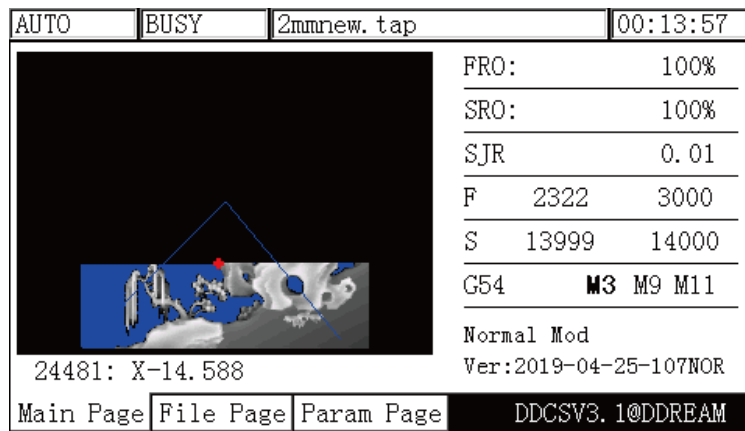 AUTO BUSY 2mmnew.tap 00:13:57
FRO: 100%
SRO: 100%
SJR 0.01
F 2322 3000
S 13999 14000
G54 M3 M9 M11
Normal Mod
Ver:2019-04-25-107NOR
24481: X-14.588
Main Page File Page Param Page DDCSV3.1@DDREAM